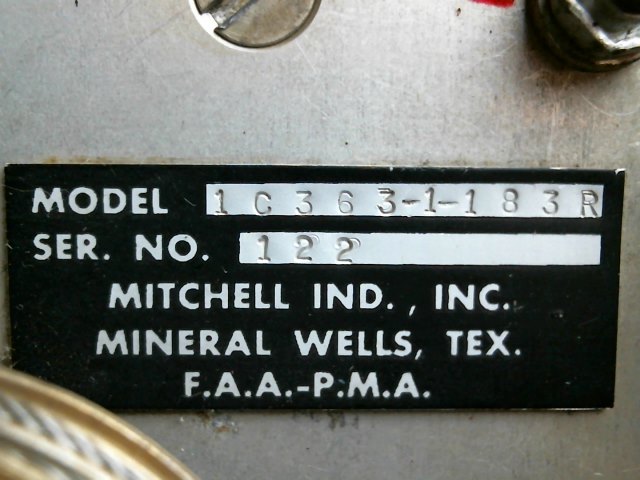 MODEL 1C363-1-183R
SER. NO. 122
MITCHELL IND., INC.
MINERAL WELLS, TEX.
F.A.A.-P.M.A.